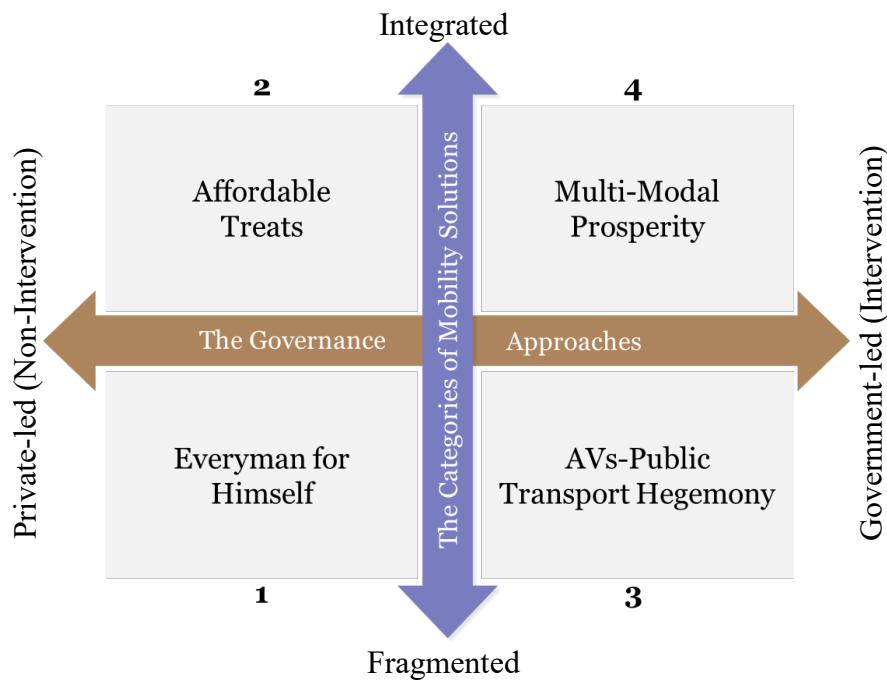 Integrated
2
4
Affordable
Treats
Multi-Modal
Prosperity
Private-led (Non-Intervention)
The Categories of Mobility Solutions
Government-led (Intervention)
The Governance
Approaches
Everyman for
Himself
AVs-Public
Transport Hegemony
1
3
Fragmented